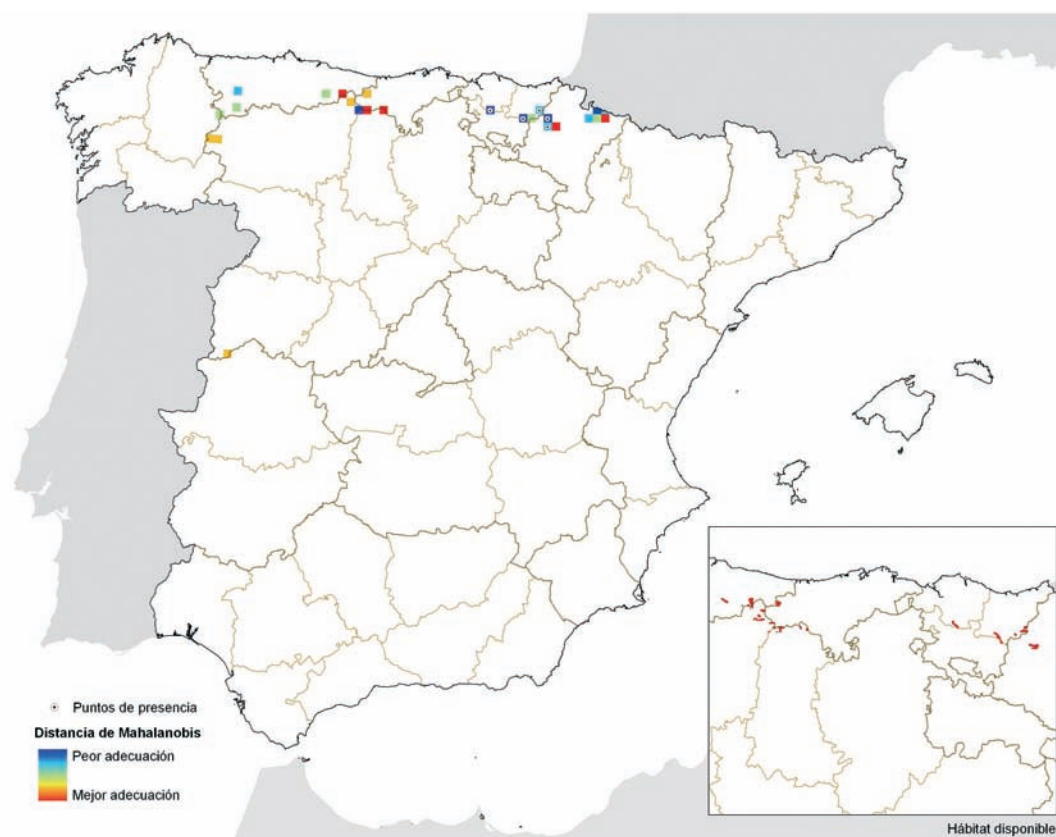 Puntos de presencia
Distancia de Mahalanobis
Peor adecuación
Mejor adecuación
Hábitat disponible